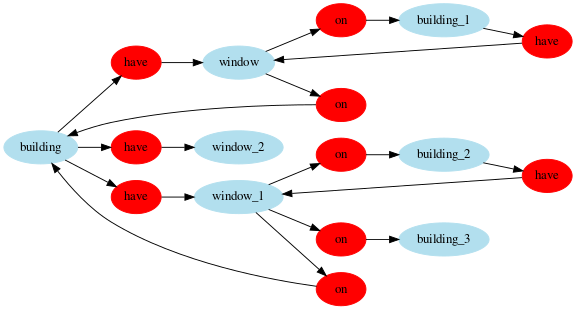 on
building_1
have
have
window
on
building
have
window_2
on
building_2
have
have
window_1
on
building_3
on